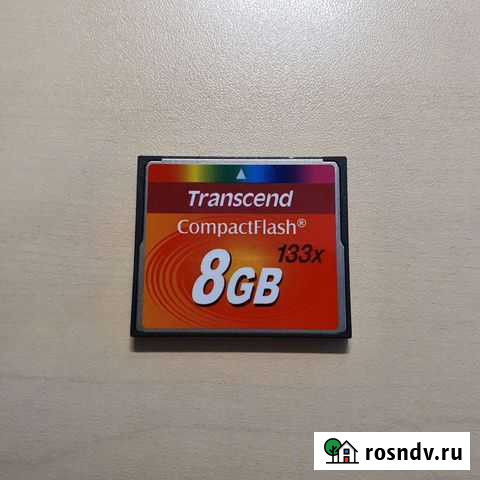 Transcend
CompactFlash®
133x
8GB
rosndv.ru